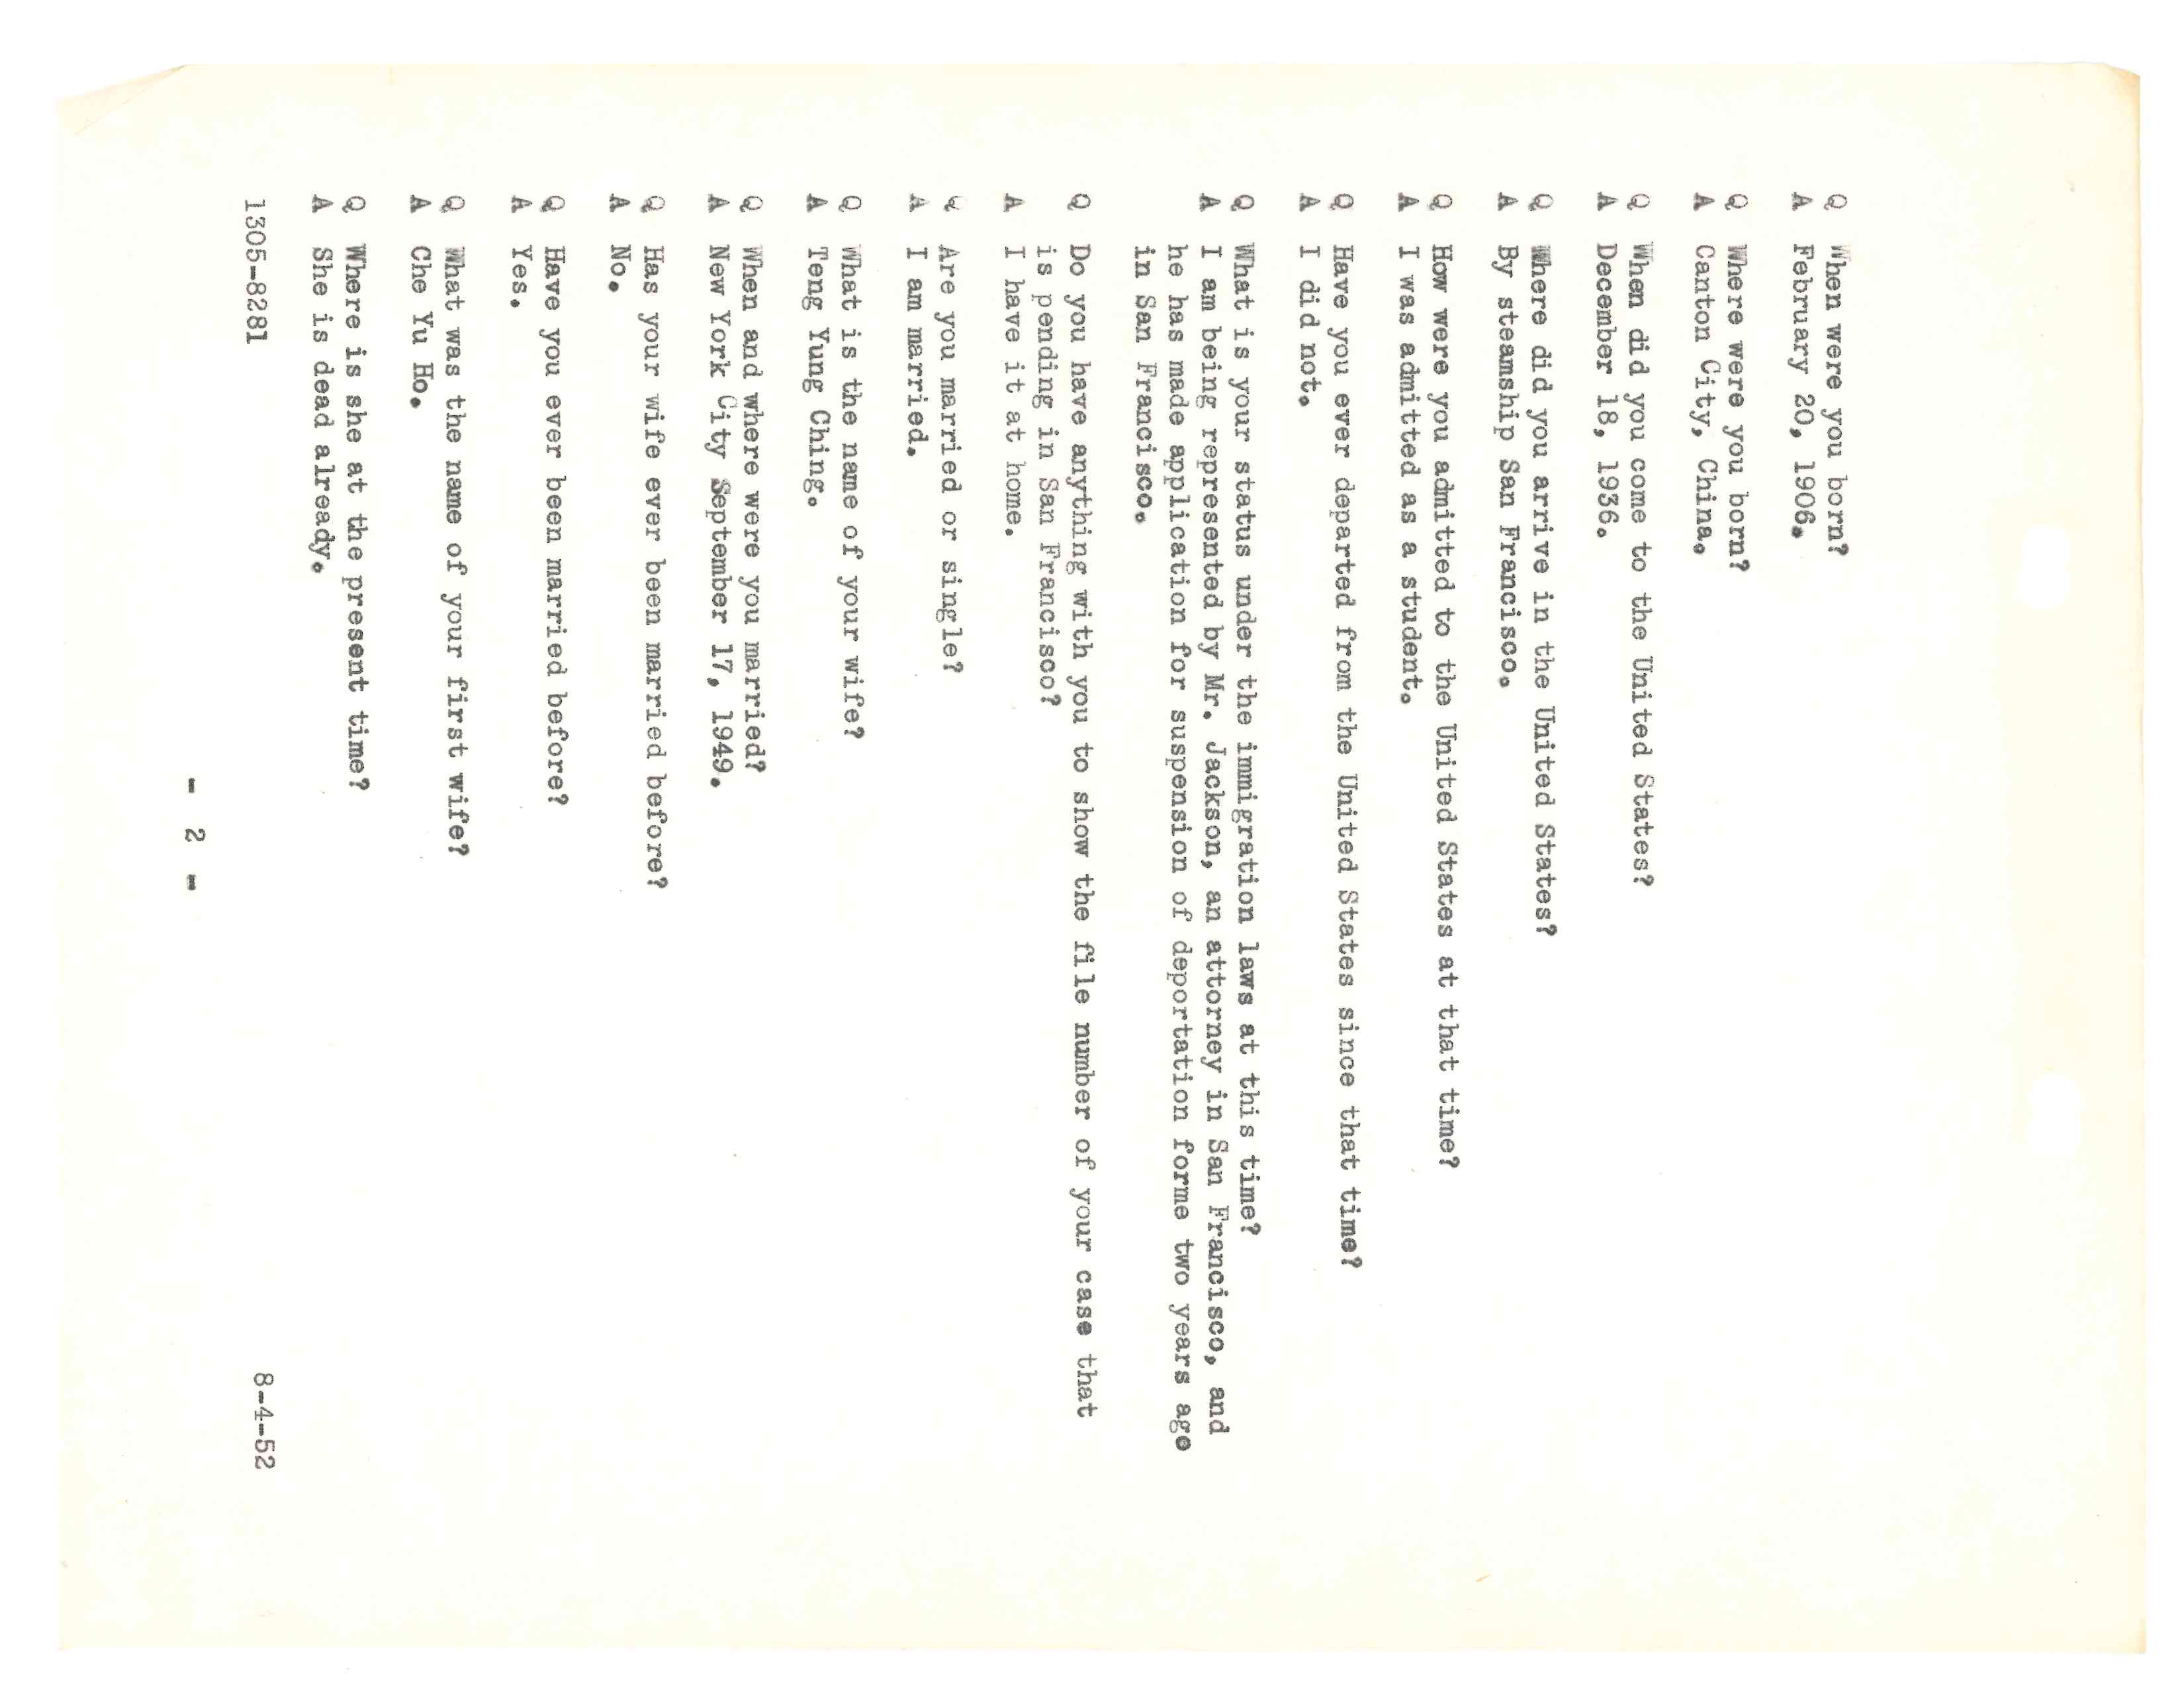 Q When were you born?
A February 20, 1906.
Q Where were you born?
A Canton City, China.
Q When did you come to the United States?
A December 18, 1936.
Q Where did you arrive in the United States?
A By steamship San Francisco.
Q How were you admitted to the United States at that time?
A I was admitted as a student.
Q Have you ever departed from the United States since that time?
A I did not.
Q What is your status under the immigration laws at this time?
A I am being represented by Mr. Jackson, an attorney in San Francisco, and
he has made application for suspension of deportation forme two years ago
in San Francisco.
Q Do you have anything with you to show the file number of your case that
is pending in San Francisco?
A I have it at home.
Q Are you married or single?
A I am married.
Q What is the name of your wife?
A Teng Yung Ching.
Q When and where were you married?
A New York City September 17, 1949.
Q Has your wife ever been married before?
A No.
Q Have you ever been married before?
A Yes.
Q What was the name of your first wife?
A Che Yu Ho.
Q Where is she at the present time?
A She is dead already.
1305-8281 8-4-52
- 2 -